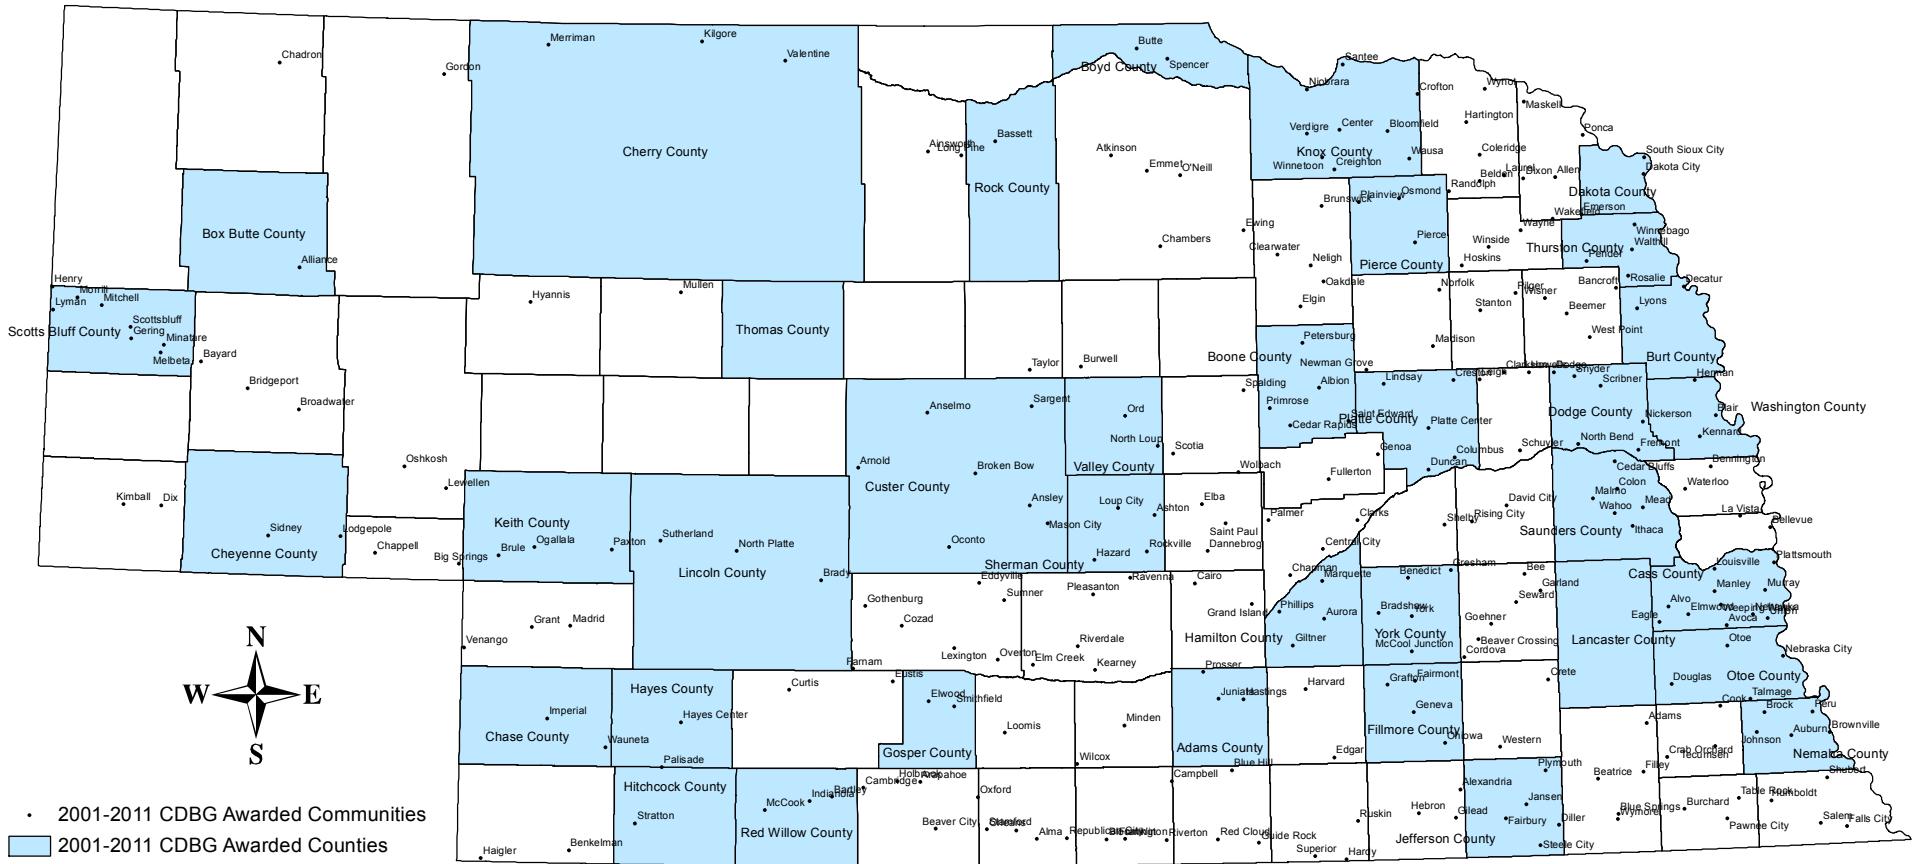 Merriman
Kilgore
Valentine
Chadron
Gordon
Cherry County
Butte
Spencer
Boyd County
Santee
Niobrara
Crofton
Wynot
Maskell
Hartington
Verdigre
Center
Bloomfield
Knox County
Wausa
Winnetoon
Creighton
Coleridge
Ponca
South Sioux City
Dakota City
Laurel
Belden
Dixon
Allen
Randolph
Dakota County
Emerson
Wakefield
Ainsworth
Long Pine
Bassett
Rock County
Atkinson
Emmet
O'Neill
Brunswick
Plainview
Osmond
Ewing
Chambers
Clearwater
Neligh
Pierce
Pierce County
Winside
Hoskins
Wayne
Thurston County
Winnebago
Walthill
Pender
Rosalie
Box Butte County
Alliance
Henry
Morrill
Mitchell
Lyman
Scottsbluff
Scotts Bluff County
Gering
Minatare
Melbeta
Bayard
Bridgeport
Broadwater
Hyannis
Mullen
Thomas County
Taylor
Burwell
Oakdale
Elgin
Norfolk
Stanton
Pilger
Wisner
Bancroft
Beemer
Decatur
Lyons
West Point
Madison
Petersburg
Boone County
Newman Grove
Burt County
Albion
Lindsay
Creston
Leigh
Clarkson
Howells
Dodge
Snyder
Scribner
Herman
Spalding
Primrose
Cedar Rapids
Saint Edward
Platte County
Platte Center
Dodge County
Nickerson
Blair
Washington County
Kennard
Fremont
North Bend
Schuyler
Columbus
Duncan
Genoa
Fullerton
Wolbach
Anselmo
Sargent
Ord
North Loup
Scotia
Valley County
Arnold
Broken Bow
Custer County
Ansley
Mason City
Oconto
Loup City
Ashton
Elba
Saint Paul
Dannebrog
Rockville
Hazard
Sherman County
Oshkosh
Lewellen
Kimball
Dix
Sidney
Cheyenne County
Lodgepole
Chappell
Big Springs
Keith County
Brule
Ogallala
Paxton
Sutherland
North Platte
Lincoln County
Brady
Palmer
Clarks
Central City
Chapman
Marquette
Shelby
Rising City
David City
Cedar Bluffs
Colon
Malmo
Wahoo
Mead
Ithaca
Saunders County
Bennington
Waterloo
La Vista
Bellevue
Plattsmouth
Louisville
Cass County
Manley
Murray
Alvo
Elmwood
Weeping Water
Nehawka
Union
Eagle
Avoca
Otoe
Benedict
Gresham
Bee
Garland
Seward
Goehner
Beaver Crossing
Cordova
Bradshaw
York
York County
McCool Junction
Lancaster County
Phillips
Aurora
Giltner
Hamilton County
Grand Island
Cairo
Ravenna
Pleasanton
Eddyville
Sumner
Gothenburg
Cozad
Riverdale
Lexington
Overton
Elm Creek
Kearney
Farnam
Grant
Madrid
Venango
Nebraska City
Otoe County
Douglas
Talmage
Cook
Brock
Peru
Auburn
Brownville
Johnson
Nemaha County
Shubert
Crete
Adams
Crab Orchard
Tecumseh
Filley
Beatrice
Hayes County
Hayes Center
Imperial
Chase County
Wauneta
Palisade
Curtis
Eustis
Elwood
Smithfield
Gosper County
Loomis
Minden
Wilcox
Prosser
Juniata
Hastings
Adams County
Blue Hill
Harvard
Edgar
Grafton
Fairmont
Geneva
Fillmore County
Ohiowa
Western
Plymouth
Hitchcock County
Stratton
Benkelman
Haigler
McCook
Indianola
Bartley
Red Willow County
Cambridge
Holbrook
Arapahoe
Beaver City
Oxford
Stamford
Orleans
Alma
Republican City
Bloomington
Riverton
Red Cloud
Guide Rock
Superior
Hardy
Campbell
Ruskin
Hebron
Alexandria
Gilead
Jansen
Fairbury
Jefferson County
Diller
Steele City
Blue Springs
Wymore
Burchard
Table Rock
Humboldt
Pawnee City
Salem
Falls City
N
W
E
S
2001-2011 CDBG Awarded Communities
2001-2011 CDBG Awarded Counties